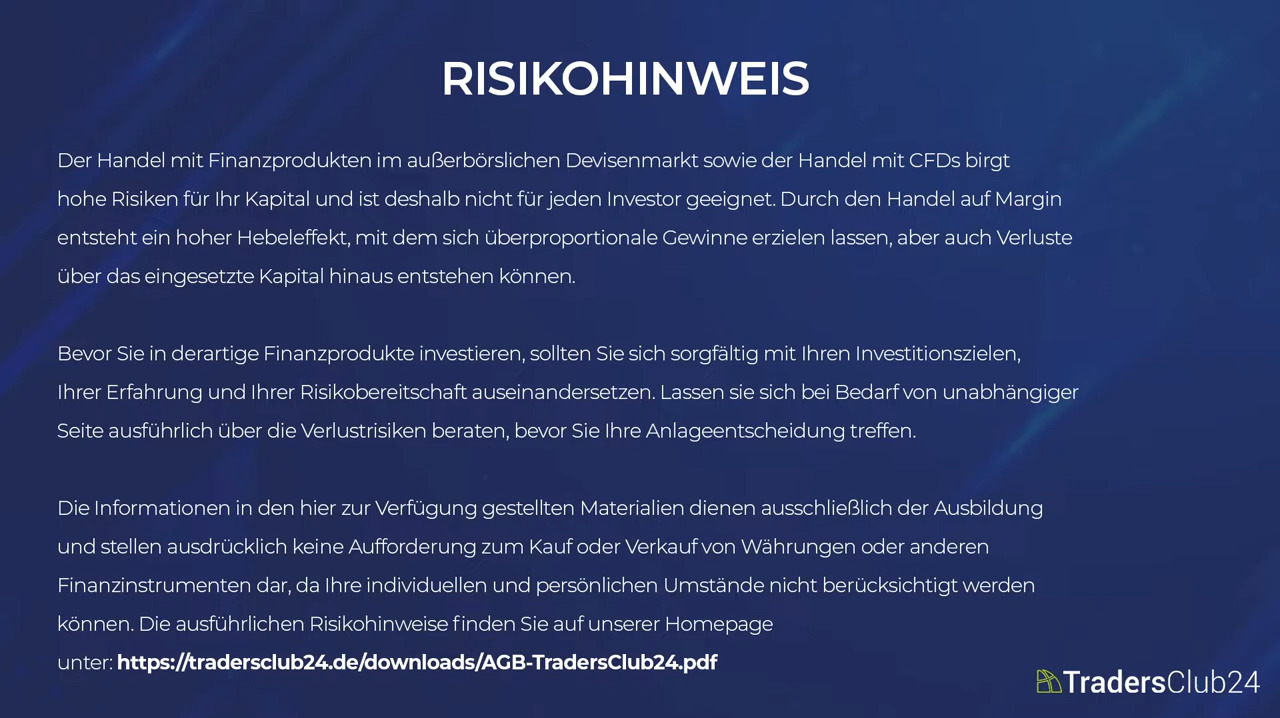 RISIKOHINWEIS
Der Handel mit Finanzprodukten im außerbörslichen Devisenmarkt sowie der Handel mit CFDs birgt
hohe Risiken für Ihr Kapital und ist deshalb nicht für jeden Investor geeignet. Durch den Handel auf Margin
entsteht ein hoher Hebeleffekt, mit dem sich überproportionale Gewinne erzielen lassen, aber auch Verluste
über das eingesetzte Kapital hinaus entstehen können.
Bevor Sie in derartige Finanzprodukte investieren, sollten Sie sich sorgfältig mit Ihren Investitionszielen,
Ihrer Erfahrung und Ihrer Risikobereitschaft auseinandersetzen. Lassen sie sich bei Bedarf von unabhängiger
Seite ausführlich über die Verlustrisiken beraten, bevor Sie Ihre Anlageentscheidung treffen.
Die Informationen in den hier zur Verfügung gestellten Materialien dienen ausschließlich der Ausbildung
und stellen ausdrücklich keine Aufforderung zum Kauf oder Verkauf von Währungen oder anderen
Finanzinstrumenten dar, da Ihre individuellen und persönlichen Umstände nicht berücksichtigt werden
können. Die ausführlichen Risikohinweise finden Sie auf unserer Homepage
unter: https://tradersclub24.de/downloads/AGB-TradersClub24.pdf
TradersClub24